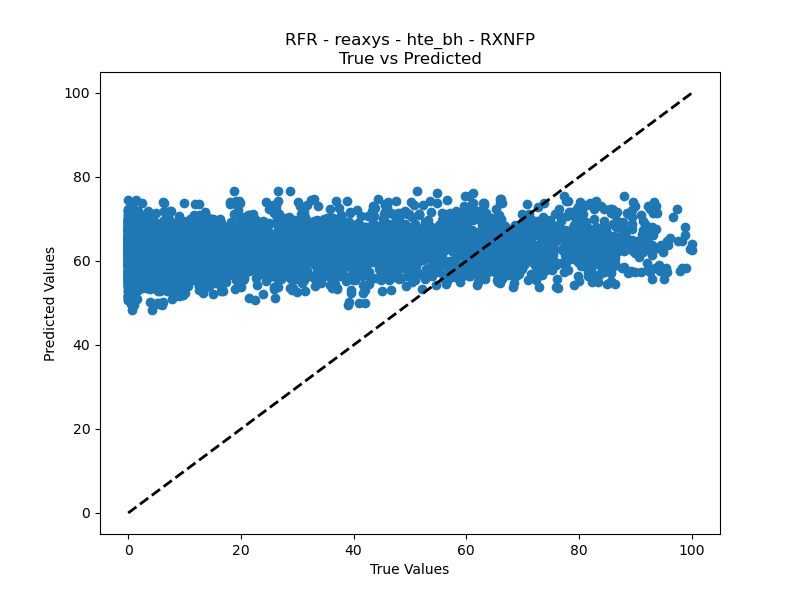 RFR - reaxys - hte_bh - RXNFP
True vs Predicted
100
80
60
40
20
0
Predicted Values
0 20 40 60 80 100
True Values